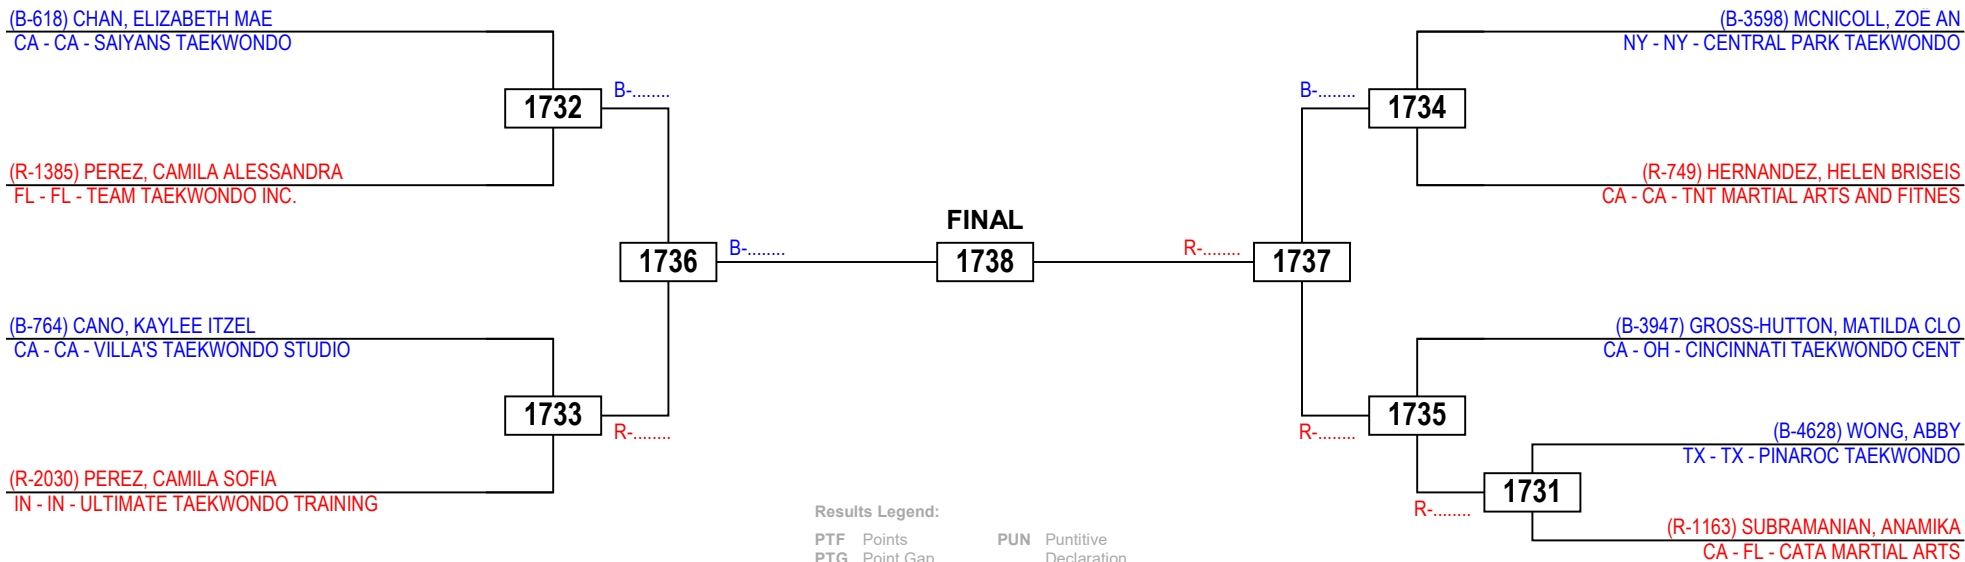 (B-618) CHAN, ELIZABETH MAE
CA - CA - SAIYANS TAEKWONDO
B-........
1732
(R-1385) PEREZ, CAMILA ALESSANDRA
FL - FL - TEAM TAEKWONDO INC.
1736
B-........
(B-764) CANO, KAYLEE ITZEL
CA - CA - VILLA'S TAEKWONDO STUDIO
1733
R-........
(R-2030) PEREZ, CAMILA SOFIA
IN - IN - ULTIMATE TAEKWONDO TRAINING
FINAL
1738
(B-3598) MCNICOLL, ZOE AN
NY - NY - CENTRAL PARK TAEKWONDO
B-........
1734
(R-749) HERNANDEZ, HELEN BRISEIS
CA - CA - TNT MARTIAL ARTS AND FITNES
R-........
1737
(B-3947) GROSS-HUTTON, MATILDA CLO
CA - OH - CINCINNATI TAEKWONDO CENT
1735
R-........
(B-4628) WONG, ABBY
TX - TX - PINAROC TAEKWONDO
1731
R-........
(R-1163) SUBRAMANIAN, ANAMIKA
CA - FL - CATA MARTIAL ARTS
Results Legend:
PTF Points
PTG Point Gap
PUN Puntitive
Declaration